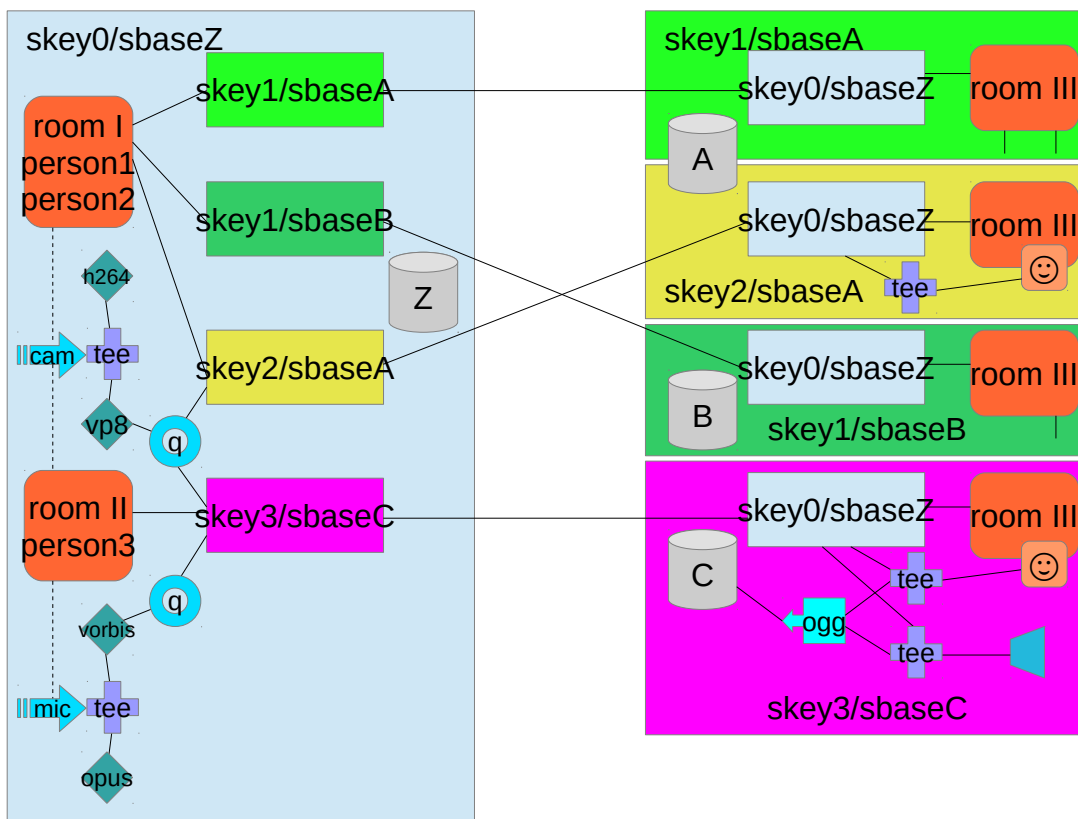 skey0/sbaseZ
skey1/sbaseA
room I
person1
person2
skey1/sbaseB
Z
h264
cam
tee
vp8
skey2/sbaseA
q
room II
person3
skey3/sbaseC
q
vorbis
mic
tee
opus
skey1/sbaseA
skey0/sbaseZ
room III
A
skey0/sbaseZ
room III
tee
skey2/sbaseA
skey0/sbaseZ
room III
B
skey1/sbaseB
skey0/sbaseZ
room III
C
tee
ogg
tee
skey3/sbaseC